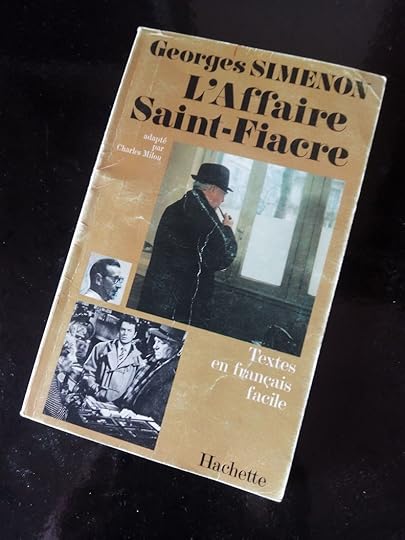 Georges SIMENON
L'Affaire
Saint-Fiacre
adapté
par
Charles Milou
Textes
en français
facile
Hachette